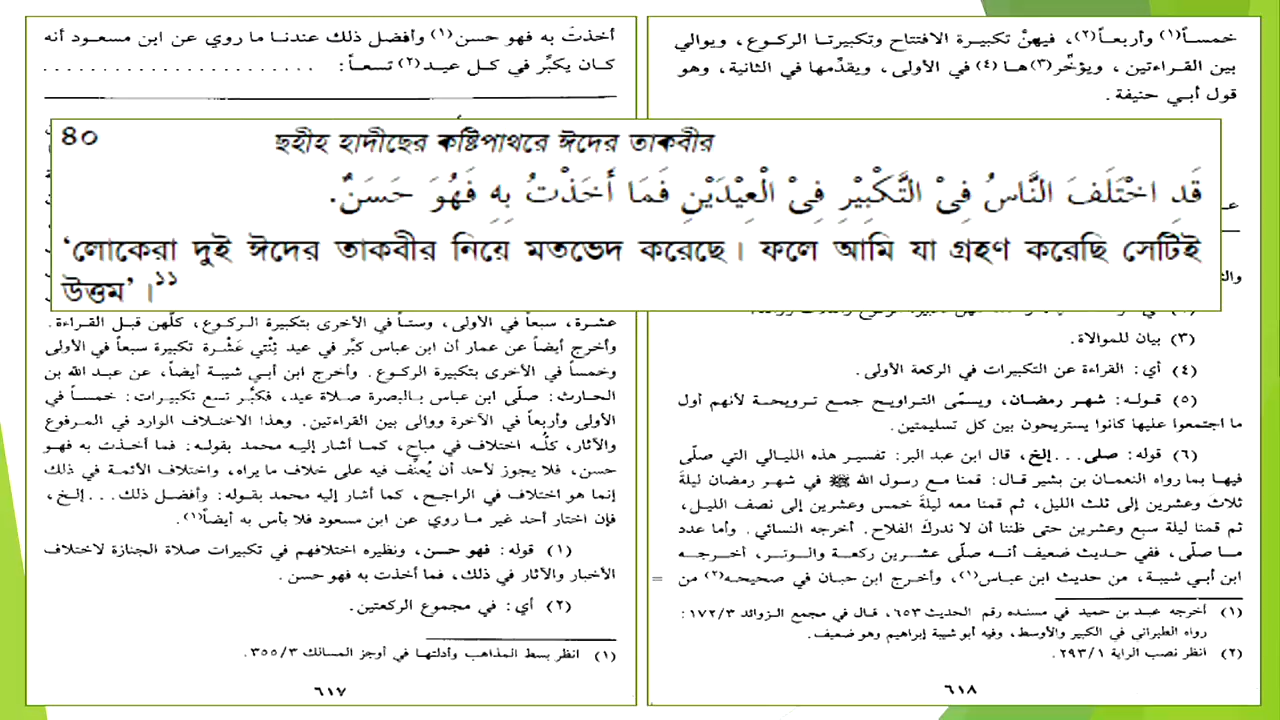 أخذتَ به فهو حسن(١) وأفضل ذلك عندنا ما روي عن ابن مسعود أنه
كان يكبِّر في كل عيد(٢) تسعاً:
خمساً(١) وأربعاً(٢)، فيهنّ تكبيرة الافتتاح وتكبيرتا الركوع، ويوالي
بين القراءتين، ويؤخِّر(٣)ها(٤) في الأولى، ويقدِّمها في الثانية، وهو
قول أبي حنيفة.
৪০ ছহীহ হাদীছের কষ্টিপাথরে ঈদের তাকবীর
قَدِ اخْتَلَفَ النَّاسُ فِىْ التَّكْبِيْرِ فِىْ الْعِيْدَيْنِ فَمَا أَخَذْتُ بِهِ فَهُوَ حَسَنٌ.
‘লোকেরা দুই ঈদের তাকবীর নিয়ে মতভেদ করেছে। ফলে আমি যা গ্রহণ করেছি সেটিই
উত্তম’।১১
عشرة، سبعاً في الأولى، وستاً في الأخرى بتكبيرة الركوع، كلّهن قبل القراءة.
وأخرج أيضاً عن عمار أن ابن عباس كبَّر في عيد ثِنْتي عَشْرة تكبيرة سبعاً في الأولى
وخمساً في الأخرى بتكبيرة الركوع. وأخرج ابن أبي شيبة أيضاً، عن عبد الله بن
الحارث: صلّى ابن عباس بالبصرة صلاة عيد، فكبَّر تسع تكبيرات: خمساً في
الأولى وأربعاً في الآخرة ووالى بين القراءتين. وهذا الاختلاف الوارد في المرفوع
والآثار، كلُّه اختلاف في مباحٍ، كما أشار إليه محمد بقوله: فما أخذت به فهو
حسن، فلا يجوز لأحد أن يُعنِّف فيه على خلاف ما يراه، واختلاف الأئمة في ذلك
إنما هو اختلاف في الراجح، كما أشار إليه محمد بقوله: وأفضل ذلك...إلخ،
فإن اختار أحد غير ما روي عن ابن مسعود فلا بأس به أيضاً(١).
(١) قوله: فهو حسن، ونظيره اختلافهم في تكبيرات صلاة الجنازة لاختلاف
الأخبار والآثار في ذلك، فما أخذت به فهو حسن.
(٢) أي: في مجموع الركعتين.
(١) انظر بسط المذاهب وأدلتها في أوجز المسالك ٣٥٥/٣.
٦١٧
(٣) بيان للموالاة.
(٤) أي: القراءة عن التكبيرات في الركعة الأولى.
(٥) قوله: شهر رمضان، ويسمّى التراويح جمع ترويحة لأنهم أول
ما اجتمعوا عليها كانوا يستريحون بين كل تسليمتين.
(٦) قوله: صلى...إلخ، قال ابن عبد البر: تفسير هذه الليالي التي صلّى
فيها بما رواه النعمان بن بشير قال: قمنا مع رسول الله ﷺ في شهر رمضان ليلةَ
ثلاثَ وعشرين إلى ثلث الليل، ثم قمنا معه ليلةَ خمس وعشرين إلى نصف الليل،
ثم قمنا ليلة سبع وعشرين حتى ظننا أن لا ندركَ الفلاح. أخرجه النسائي. وأما عدد
ما صلّى، ففي حديث ضعيف أنه صلّى عشرين ركعة والوتر، أخرجه
ابن أبي شيبة، من حديث ابن عباس(١)، وأخرج ابن حبان في صحيحه(٢) من =
(١) أخرجه عبد بن حميد في مسنده رقم الحديث ٦٥٣، قال في مجمع الزوائد ١٧٢/٣:
رواه الطبراني في الكبير والأوسط، وفيه أبو شيبة إبراهيم وهو ضعيف.
(٢) انظر نصب الراية ٢٩٣/١.
٦١٨